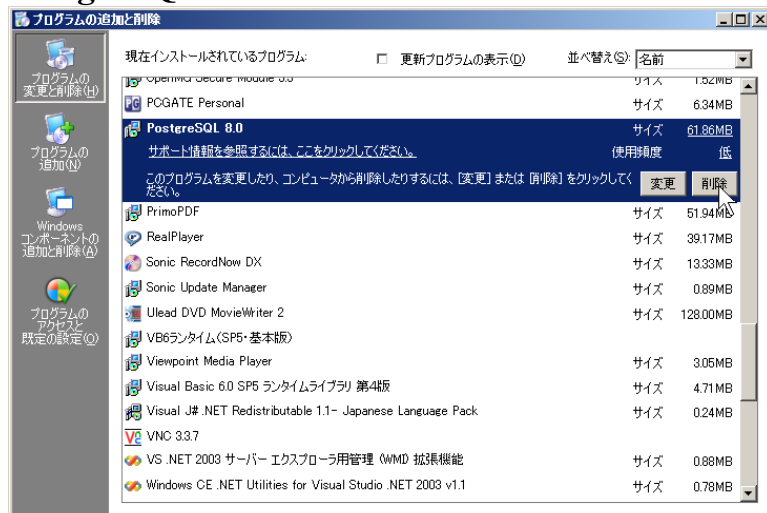 プログラムの追加と削除
現在インストールされているプログラム:
更新プログラムの表示(D)
並べ替え(S):
名前
プログラムの
変更と削除(H)
プログラムの
追加(N)
Windows
コンポーネントの
追加と削除(A)
プログラムの
アクセスと
既定の設定(O)
OpenMG Secure Module 3.3 サイズ 1.52MB
PCGATE Personal サイズ 6.34MB
PostgreSQL 8.0 サイズ 61.86MB
サポート情報を参照するには、ここをクリックしてください。 使用頻度 低
このプログラムを変更したり、コンピュータから削除したりするには、[変更] または [削除] をクリックしてく
ださい。
変更 削除
PrimoPDF サイズ 51.94MB
RealPlayer サイズ 39.17MB
Sonic RecordNow DX サイズ 13.33MB
Sonic Update Manager サイズ 0.89MB
Ulead DVD MovieWriter 2 サイズ 128.00MB
VB6ランタイム(SP5・基本版)
Viewpoint Media Player サイズ 3.05MB
Visual Basic 6.0 SP5 ランタイムライブラリ 第4版 サイズ 4.71MB
Visual J# .NET Redistributable 1.1- Japanese Language Pack サイズ 0.24MB
VNC 3.3.7
VS .NET 2003 サーバー エクスプローラ用管理 (WMI) 拡張機能 サイズ 0.88MB
Windows CE .NET Utilities for Visual Studio .NET 2003 v1.1 サイズ 0.78MB